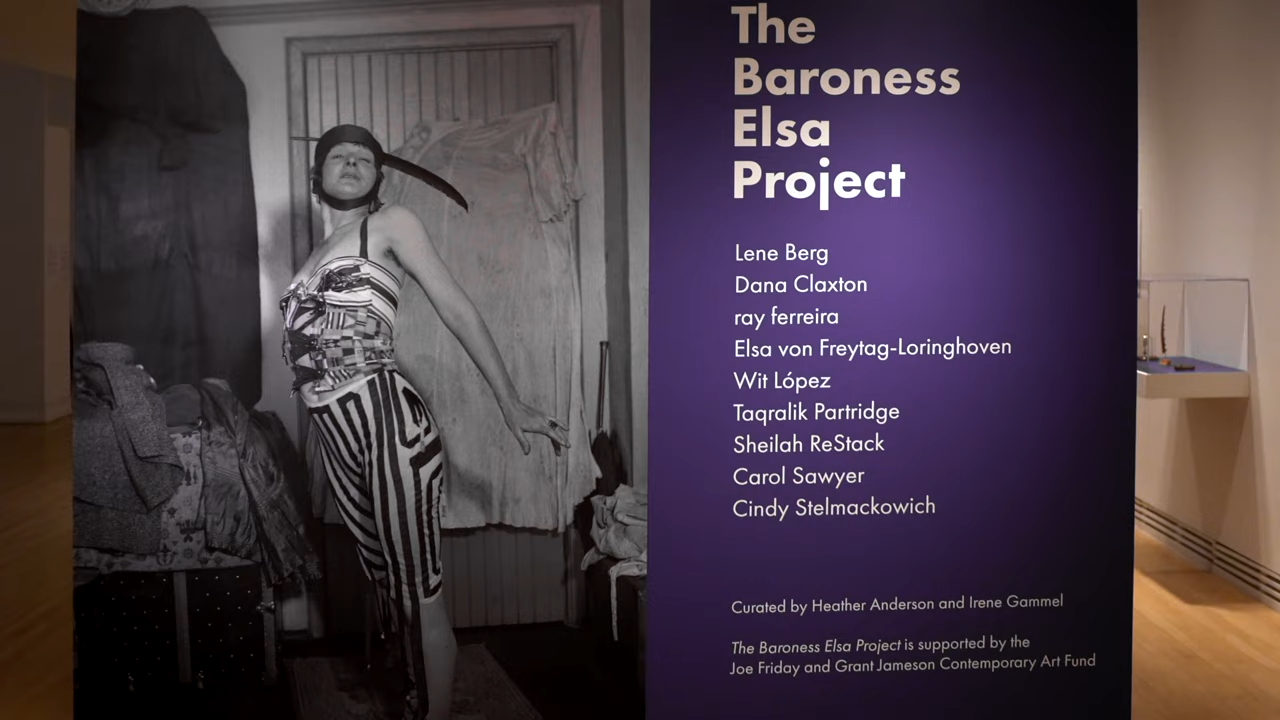 The
Baroness
Elsa
Project
Lene Berg
Dana Claxton
ray ferreira
Elsa von Freytag-Loringhoven
Wit López
Taqralik Partridge
Sheilah ReStack
Carol Sawyer
Cindy Stelmackowich
Curated by Heather Anderson and Irene Gammel
The Baroness Elsa Project is supported by the
Joe Friday and Grant Jameson Contemporary Art Fund